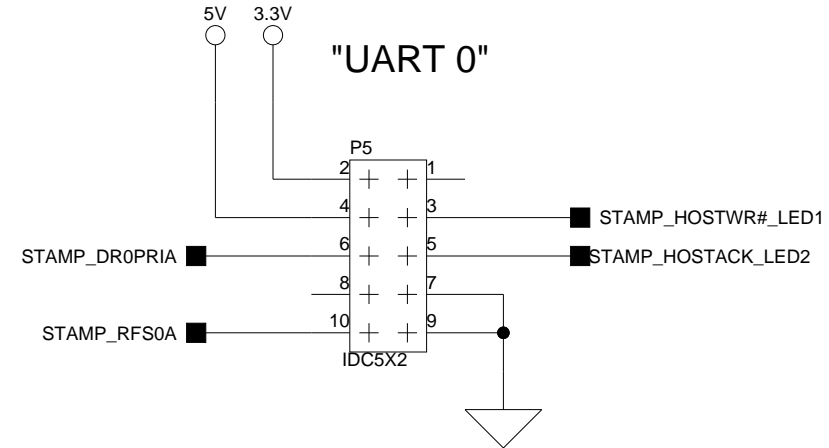 5V 3.3V
"UART 0"
P5
2 1
4 3 STAMP_HOSTWR#_LED1
STAMP_DR0PRIA 6 5 STAMP_HOSTACK_LED2
8 7
STAMP_RFS0A 10 9
IDC5X2